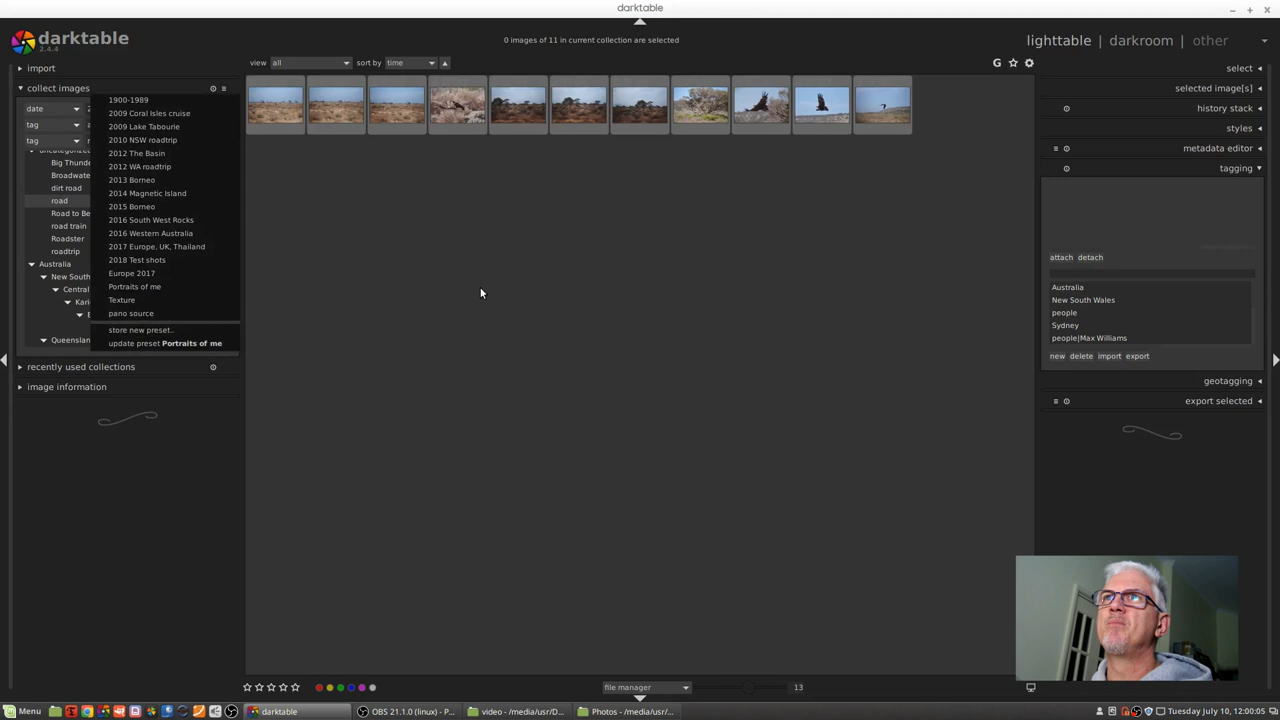 darktable
darktable
2.4.4
0 images of 11 in current collection are selected
lighttable | darkroom | other
import
view all sort by time
G
select
collect images
selected image[s]
date
1900-1989
history stack
2009 Coral Isles cruise
tag
2009 Lake Tabourie
styles
tag
2010 NSW roadtrip
metadata editor
2012 The Basin
Big Thunde
2012 WA roadtrip
tagging
Broadwate
2013 Borneo
dirt road
2014 Magnetic Island
road
2015 Borneo
Road to Be
2016 South West Rocks
road train
2016 Western Australia
Roadster
2017 Europe, UK, Thailand
roadtrip
2018 Test shots
attach detach
Australia
Europe 2017
New South
Portraits of me
Australia
Central
Texture
New South Wales
Kari
pano source
people
store new preset..
Sydney
Queenslan
update preset Portraits of me
people|Max Williams
new delete import export
recently used collections
geotagging
image information
export selected
file manager
13
Menu
darktable
OBS 21.1.0 (linux) - P...
video - /media/usr/D...
Photos - /media/usr/...
Tuesday July 10, 12:00:05